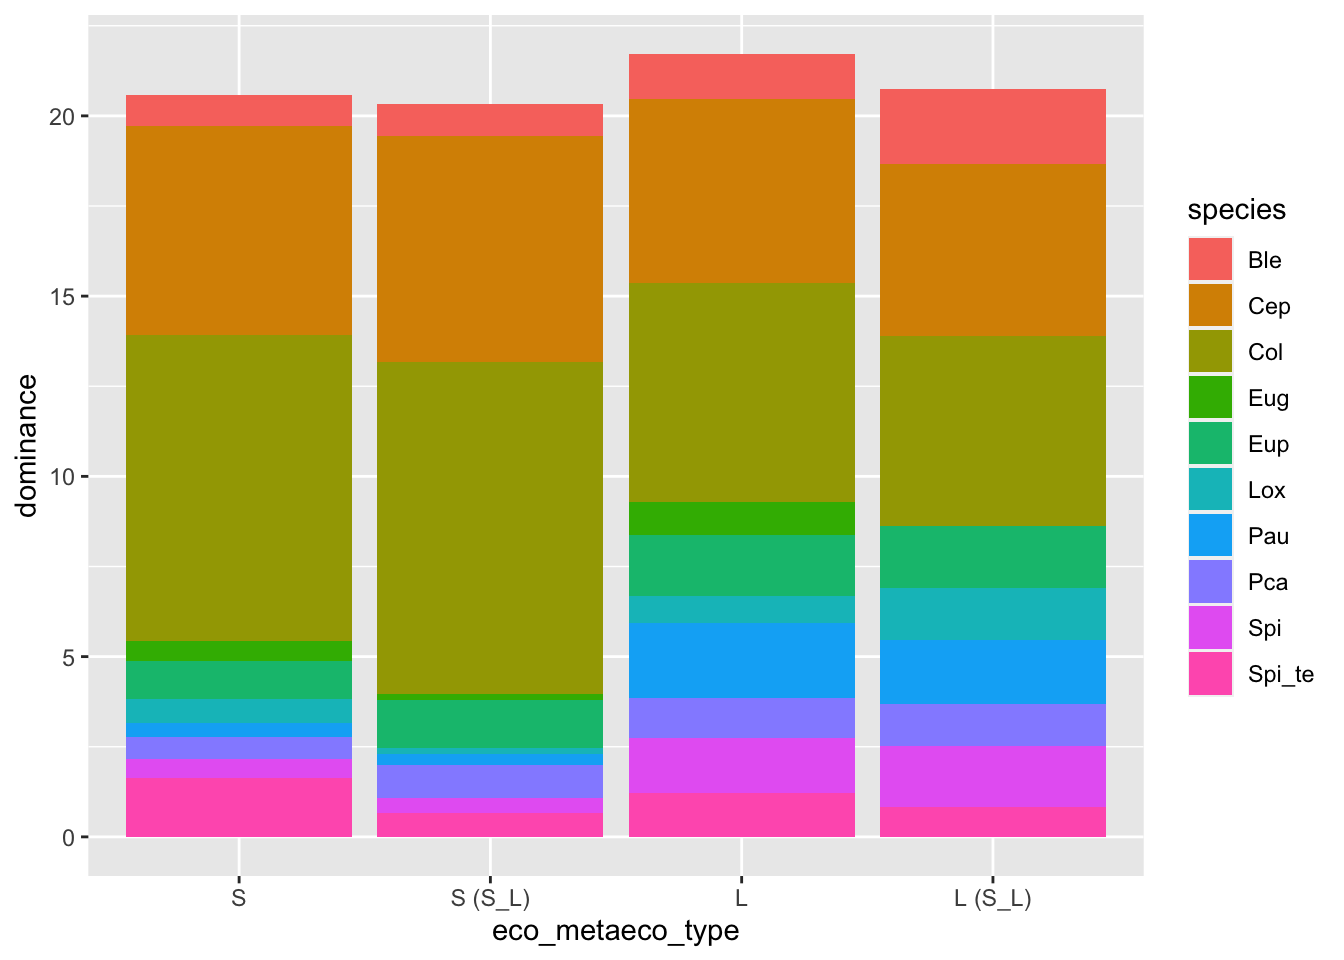 dominance
20
15
10
5
0
S
S (S_L)
L
L (S_L)
eco_metaeco_type
species
Ble
Cep
Col
Eug
Eup
Lox
Pau
Pca
Spi
Spi_te